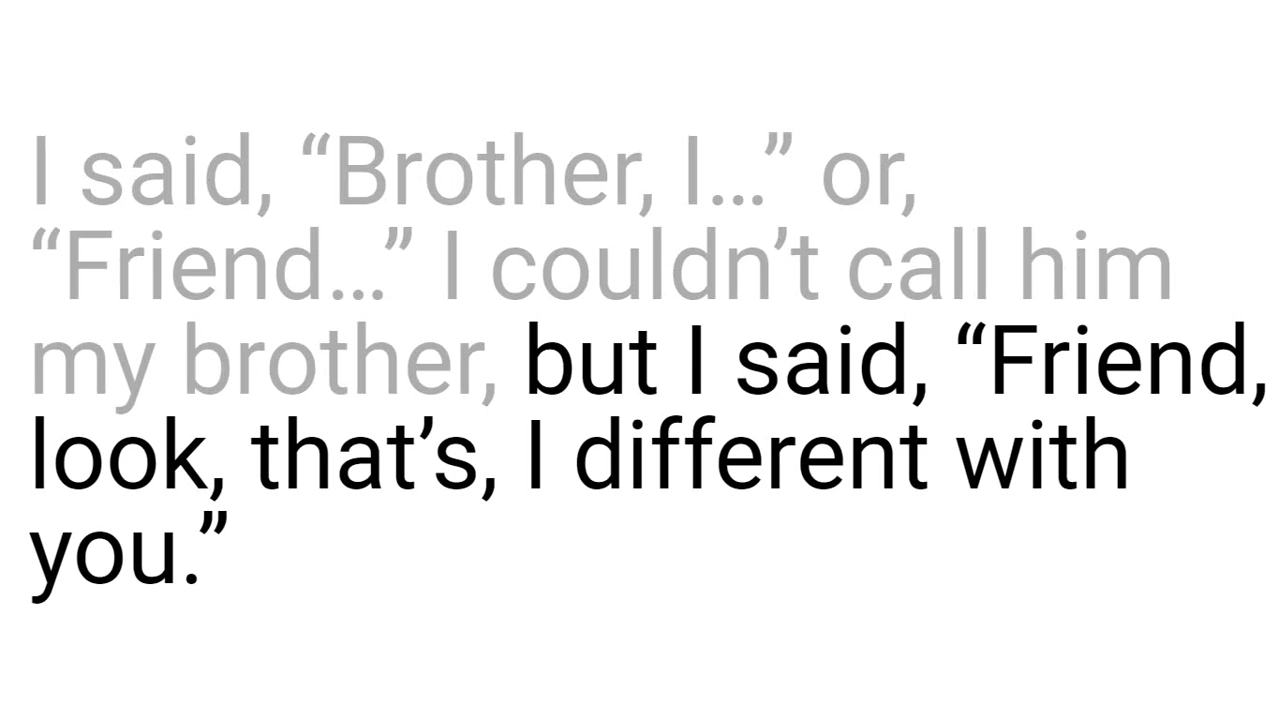 I said, “Brother, I…” or,
“Friend…” I couldn’t call him
my brother, but I said, “Friend,
look, that’s, I different with
you.”